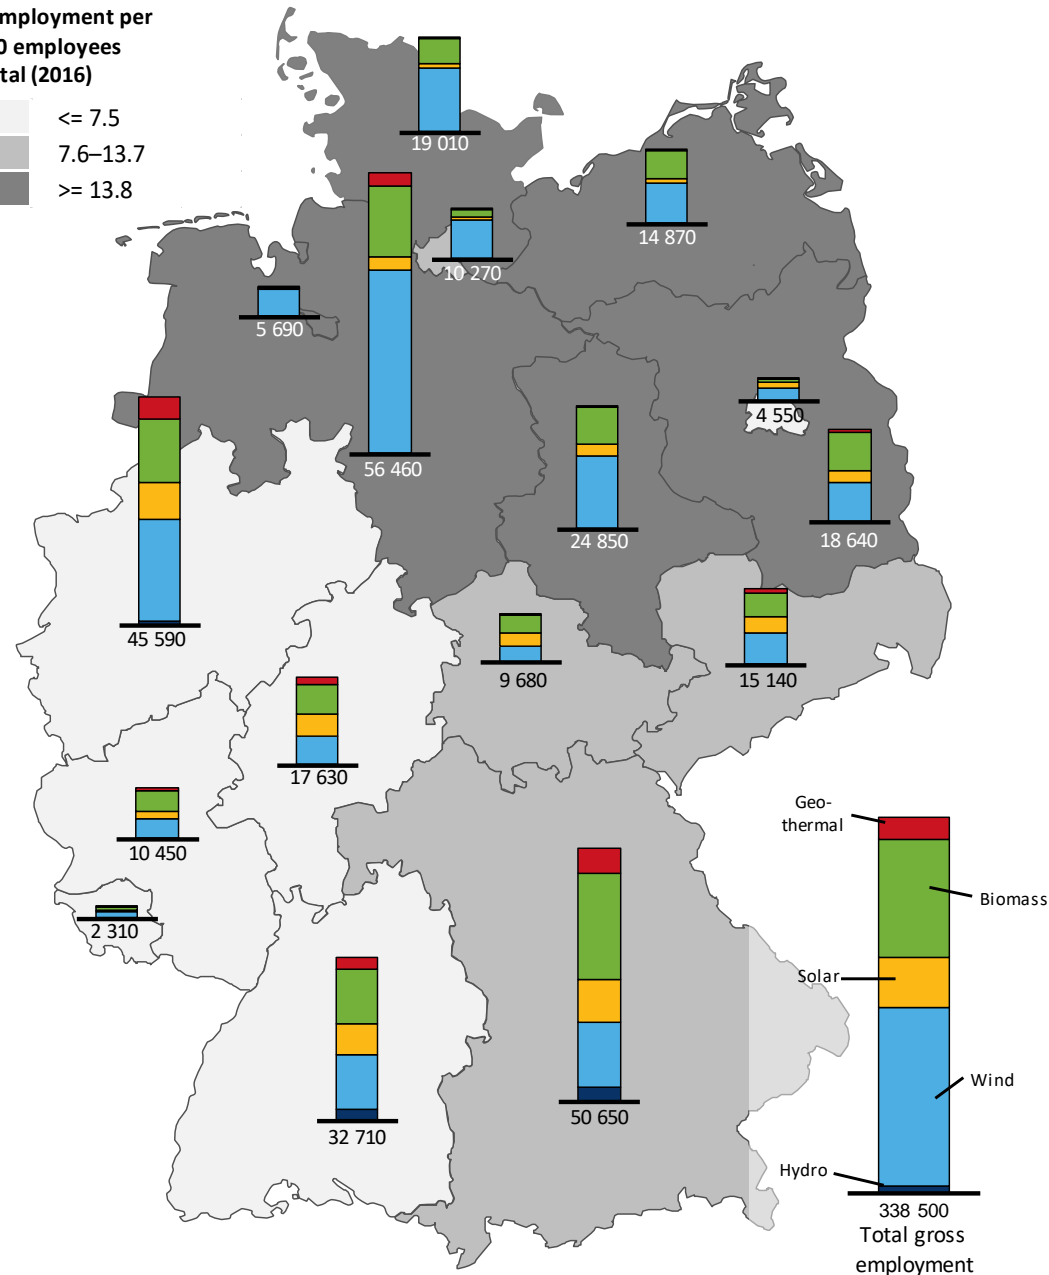 mployment per
0 employees
tal (2016)
<= 7.5
7.6–13.7
>= 13.8
19 010
14 870
10 270
5 690
4 550
56 460
24 850
18 640
45 590
9 680
15 140
17 630
10 450
2 310
32 710
50 650
Geo-
thermal
Biomass
Solar
Wind
Hydro
338 500
Total gross
employment